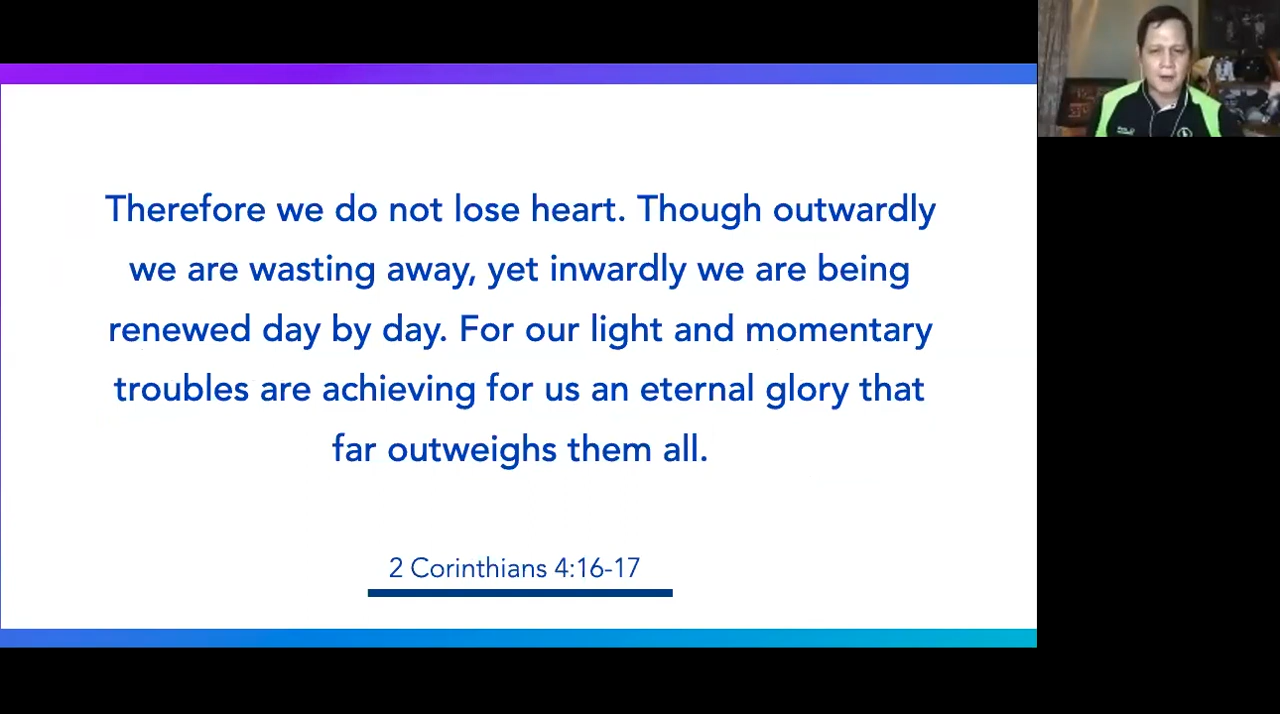 Therefore we do not lose heart. Though outwardly
we are wasting away, yet inwardly we are being
renewed day by day. For our light and momentary
troubles are achieving for us an eternal glory that
far outweighs them all.
2 Corinthians 4:16-17